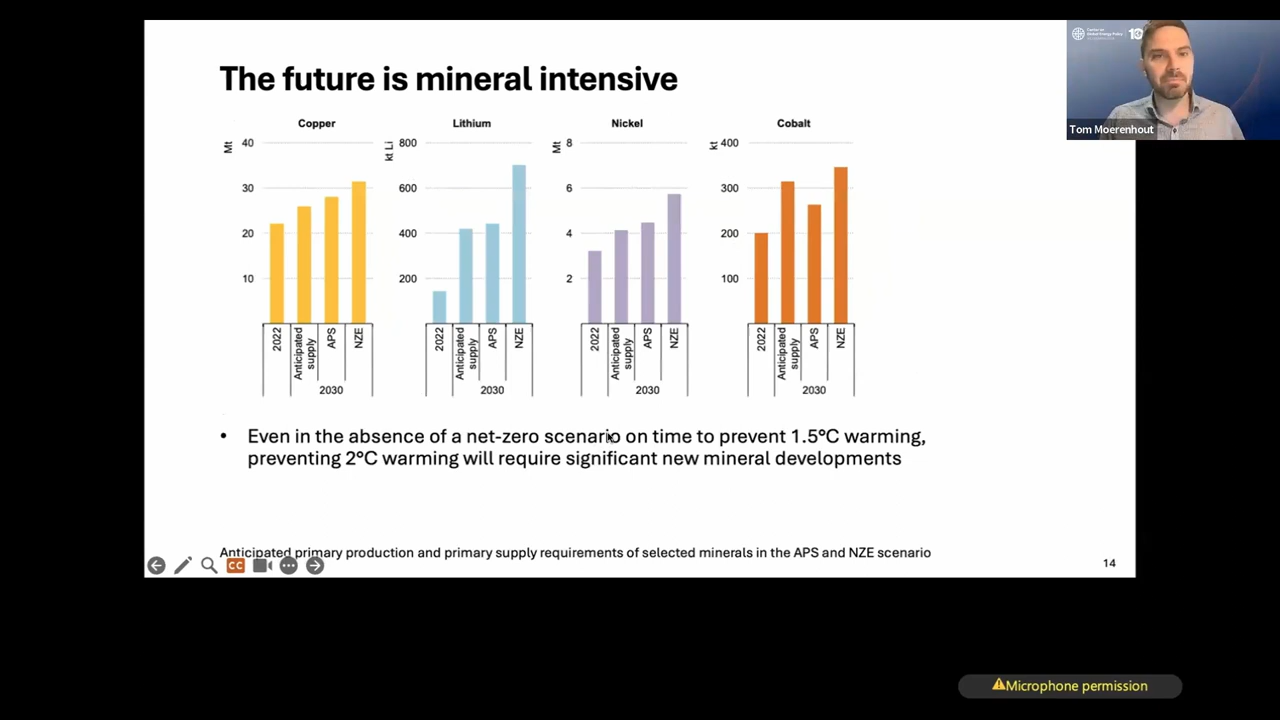 The future is mineral intensive
Copper
Mt
40
30
20
10
2022
Anticipated supply
APS
NZE
2030
Lithium
kt Li
800
600
400
200
2022
Anticipated supply
APS
NZE
2030
Nickel
Mt
8
6
4
2
2022
Anticipated supply
APS
NZE
2030
Cobalt
kt
400
300
200
100
2022
Anticipated supply
APS
NZE
2030
• Even in the absence of a net-zero scenario on time to prevent 1.5°C warming,
preventing 2°C warming will require significant new mineral developments
Anticipated primary production and primary supply requirements of selected minerals in the APS and NZE scenario
CC
14
Global Energy Policy
10
Tom Moerenhout
Microphone permission